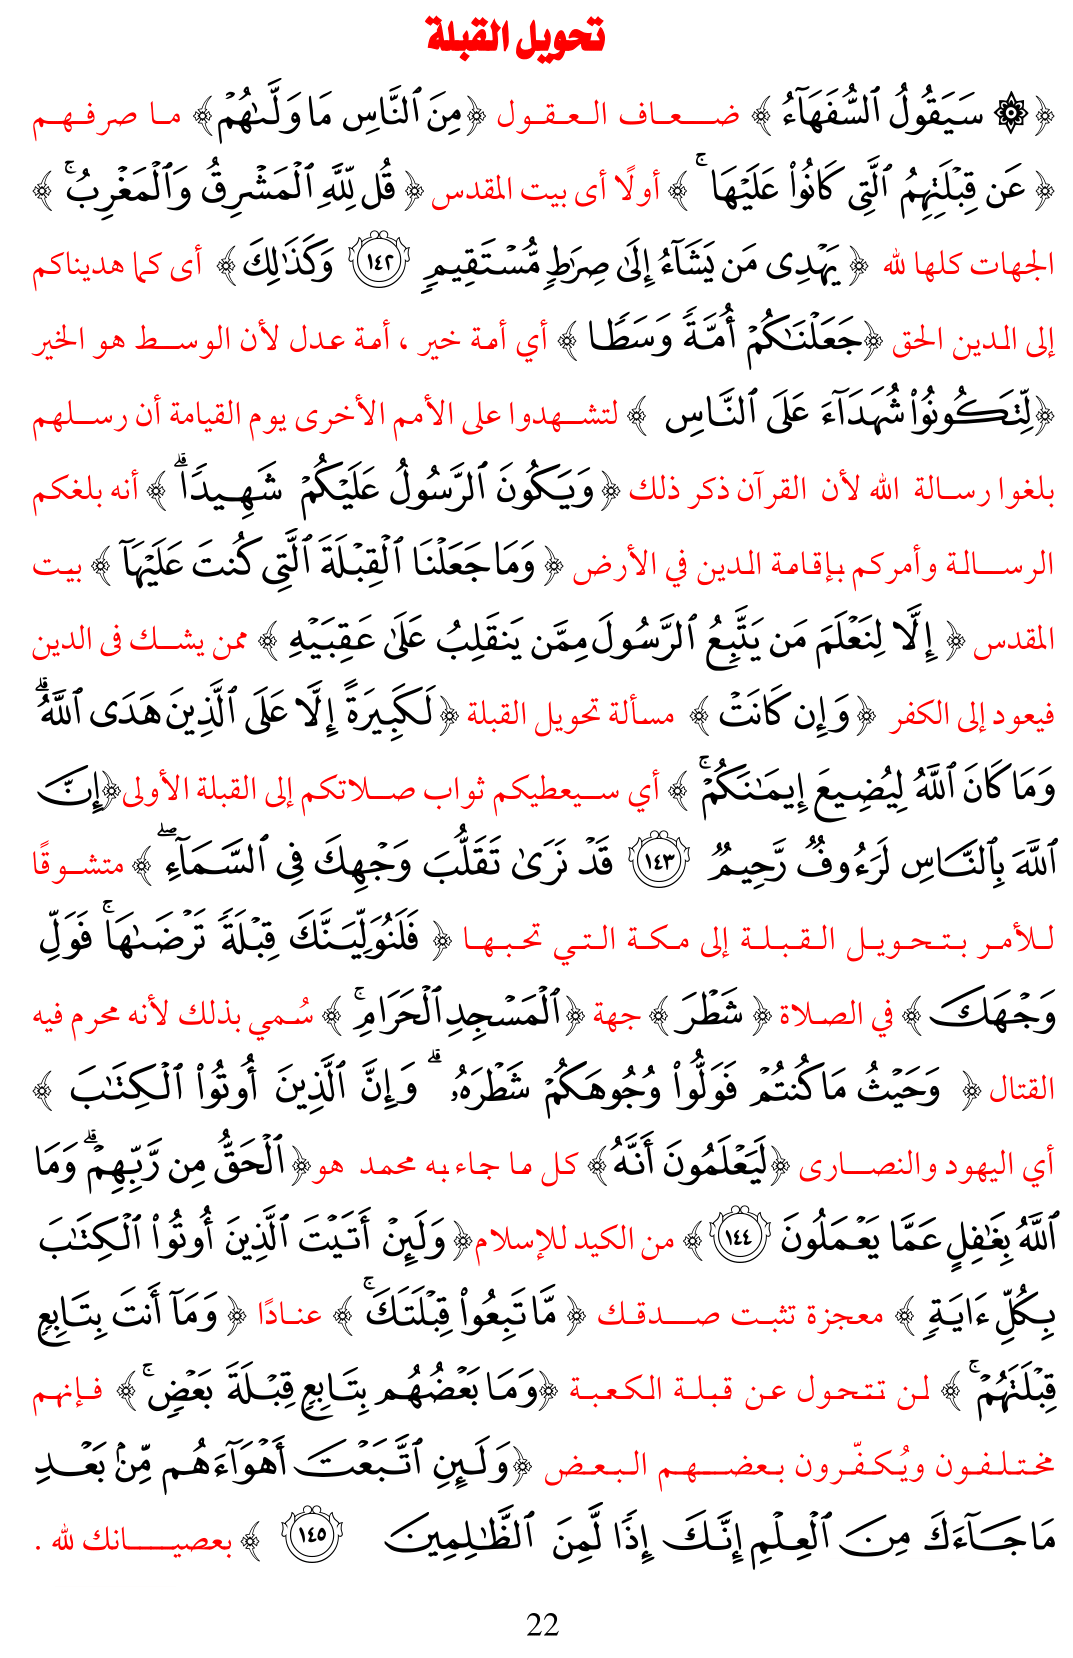 تحويل القبلة
﴿ ۞ سَيَقُولُ ٱلسُّفَهَآءُ ﴾ ضعاف العقول ﴿مِنَ ٱلنَّاسِ مَا وَلَّىٰهُمْ﴾ ما صرفهم
﴿ عَن قِبْلَتِهِمُ ٱلَّتِى كَانُوا۟ عَلَيْهَا ۚ ﴾ أولًا أى بيت المقدس ﴿ قُل لِّلَّهِ ٱلْمَشْرِقُ وَٱلْمَغْرِبُ ۚ ﴾
الجهات كلها لله ﴿ يَهْدِى مَن يَشَآءُ إِلَىٰ صِرَٰطٍ مُّسْتَقِيمٍ ١٤٢ وَكَذَٰلِكَ﴾ أى كما هديناكم
إلى الدين الحق ﴿جَعَلْنَٰكُمْ أُمَّةً وَسَطًا ﴾ أي أمة خير ، أمة عدل لأن الوسط هو الخير
﴿لِّتَكُونُوا۟ شُهَدَآءَ عَلَى ٱلنَّاسِ ﴾ لتشهدوا على الأمم الأخرى يوم القيامة أن رسلهم
بلغوا رسالة الله لأن القرآن ذكر ذلك ﴿وَيَكُونَ ٱلرَّسُولُ عَلَيْكُمْ شَهِيدًا ۗ ﴾ أنه بلغكم
الرسالة وأمركم بإقامة الدين في الأرض ﴿ وَمَا جَعَلْنَا ٱلْقِبْلَةَ ٱلَّتِى كُنتَ عَلَيْهَآ ﴾ بيت
المقدس ﴿ إِلَّا لِنَعْلَمَ مَن يَتَّبِعُ ٱلرَّسُولَ مِمَّن يَنقَلِبُ عَلَىٰ عَقِبَيْهِ ﴾ ممن يشك فى الدين
فيعود إلى الكفر ﴿ وَإِن كَانَتْ ﴾ مسألة تحويل القبلة ﴿لَكَبِيرَةً إِلَّا عَلَى ٱلَّذِينَ هَدَى ٱللَّهُ ۗ
وَمَا كَانَ ٱللَّهُ لِيُضِيعَ إِيمَٰنَكُمْ ۚ ﴾ أي سيعطيكم ثواب صلاتكم إلى القبلة الأولى﴿إِنَّ
ٱللَّهَ بِٱلنَّاسِ لَرَءُوفٌ رَّحِيمٌ ١٤٣ قَدْ نَرَىٰ تَقَلُّبَ وَجْهِكَ فِى ٱلسَّمَآءِ ۖ ﴾ متشوقًا
للأمر بتحويل القبلة إلى مكة التي تحبها ﴿ فَلَنُوَلِّيَنَّكَ قِبْلَةً تَرْضَىٰهَا ۚ فَوَلِّ
وَجْهَكَ ﴾ في الصلاة ﴿ شَطْرَ ﴾ جهة ﴿ٱلْمَسْجِدِ ٱلْحَرَامِ ۚ ﴾ سُمي بذلك لأنه محرم فيه
القتال ﴿ وَحَيْثُ مَا كُنتُمْ فَوَلُّوا۟ وُجُوهَكُمْ شَطْرَهُۥ ۗ وَإِنَّ ٱلَّذِينَ أُوتُوا۟ ٱلْكِتَٰبَ ﴾
أي اليهود والنصارى ﴿لَيَعْلَمُونَ أَنَّهُ﴾ كل ما جاء به محمد هو﴿ ٱلْحَقُّ مِن رَّبِّهِمْ ۗ وَمَا
ٱللَّهُ بِغَٰفِلٍ عَمَّا يَعْمَلُونَ ١٤٤ ﴾ من الكيد للإسلام﴿ وَلَئِنْ أَتَيْتَ ٱلَّذِينَ أُوتُوا۟ ٱلْكِتَٰبَ
بِكُلِّ ءَايَةٍ ﴾ معجزة تثبت صدقك ﴿ مَّا تَبِعُوا۟ قِبْلَتَكَ ۚ ﴾ عنادًا ﴿ وَمَآ أَنتَ بِتَابِعٍ
قِبْلَتَهُمْ ۚ ﴾ لن تتحول عن قبلة الكعبة ﴿وَمَا بَعْضُهُم بِتَابِعٍ قِبْلَةَ بَعْضٍ ۚ ﴾ فإنهم
مختلفون ويُكفّرون بعضهم البعض ﴿وَلَئِنِ ٱتَّبَعْتَ أَهْوَآءَهُم مِّنۢ بَعْدِ
مَا جَآءَكَ مِنَ ٱلْعِلْمِ إِنَّكَ إِذًا لَّمِنَ ٱلظَّٰلِمِينَ ١٤٥ ﴾ بعصيانك لله .
22